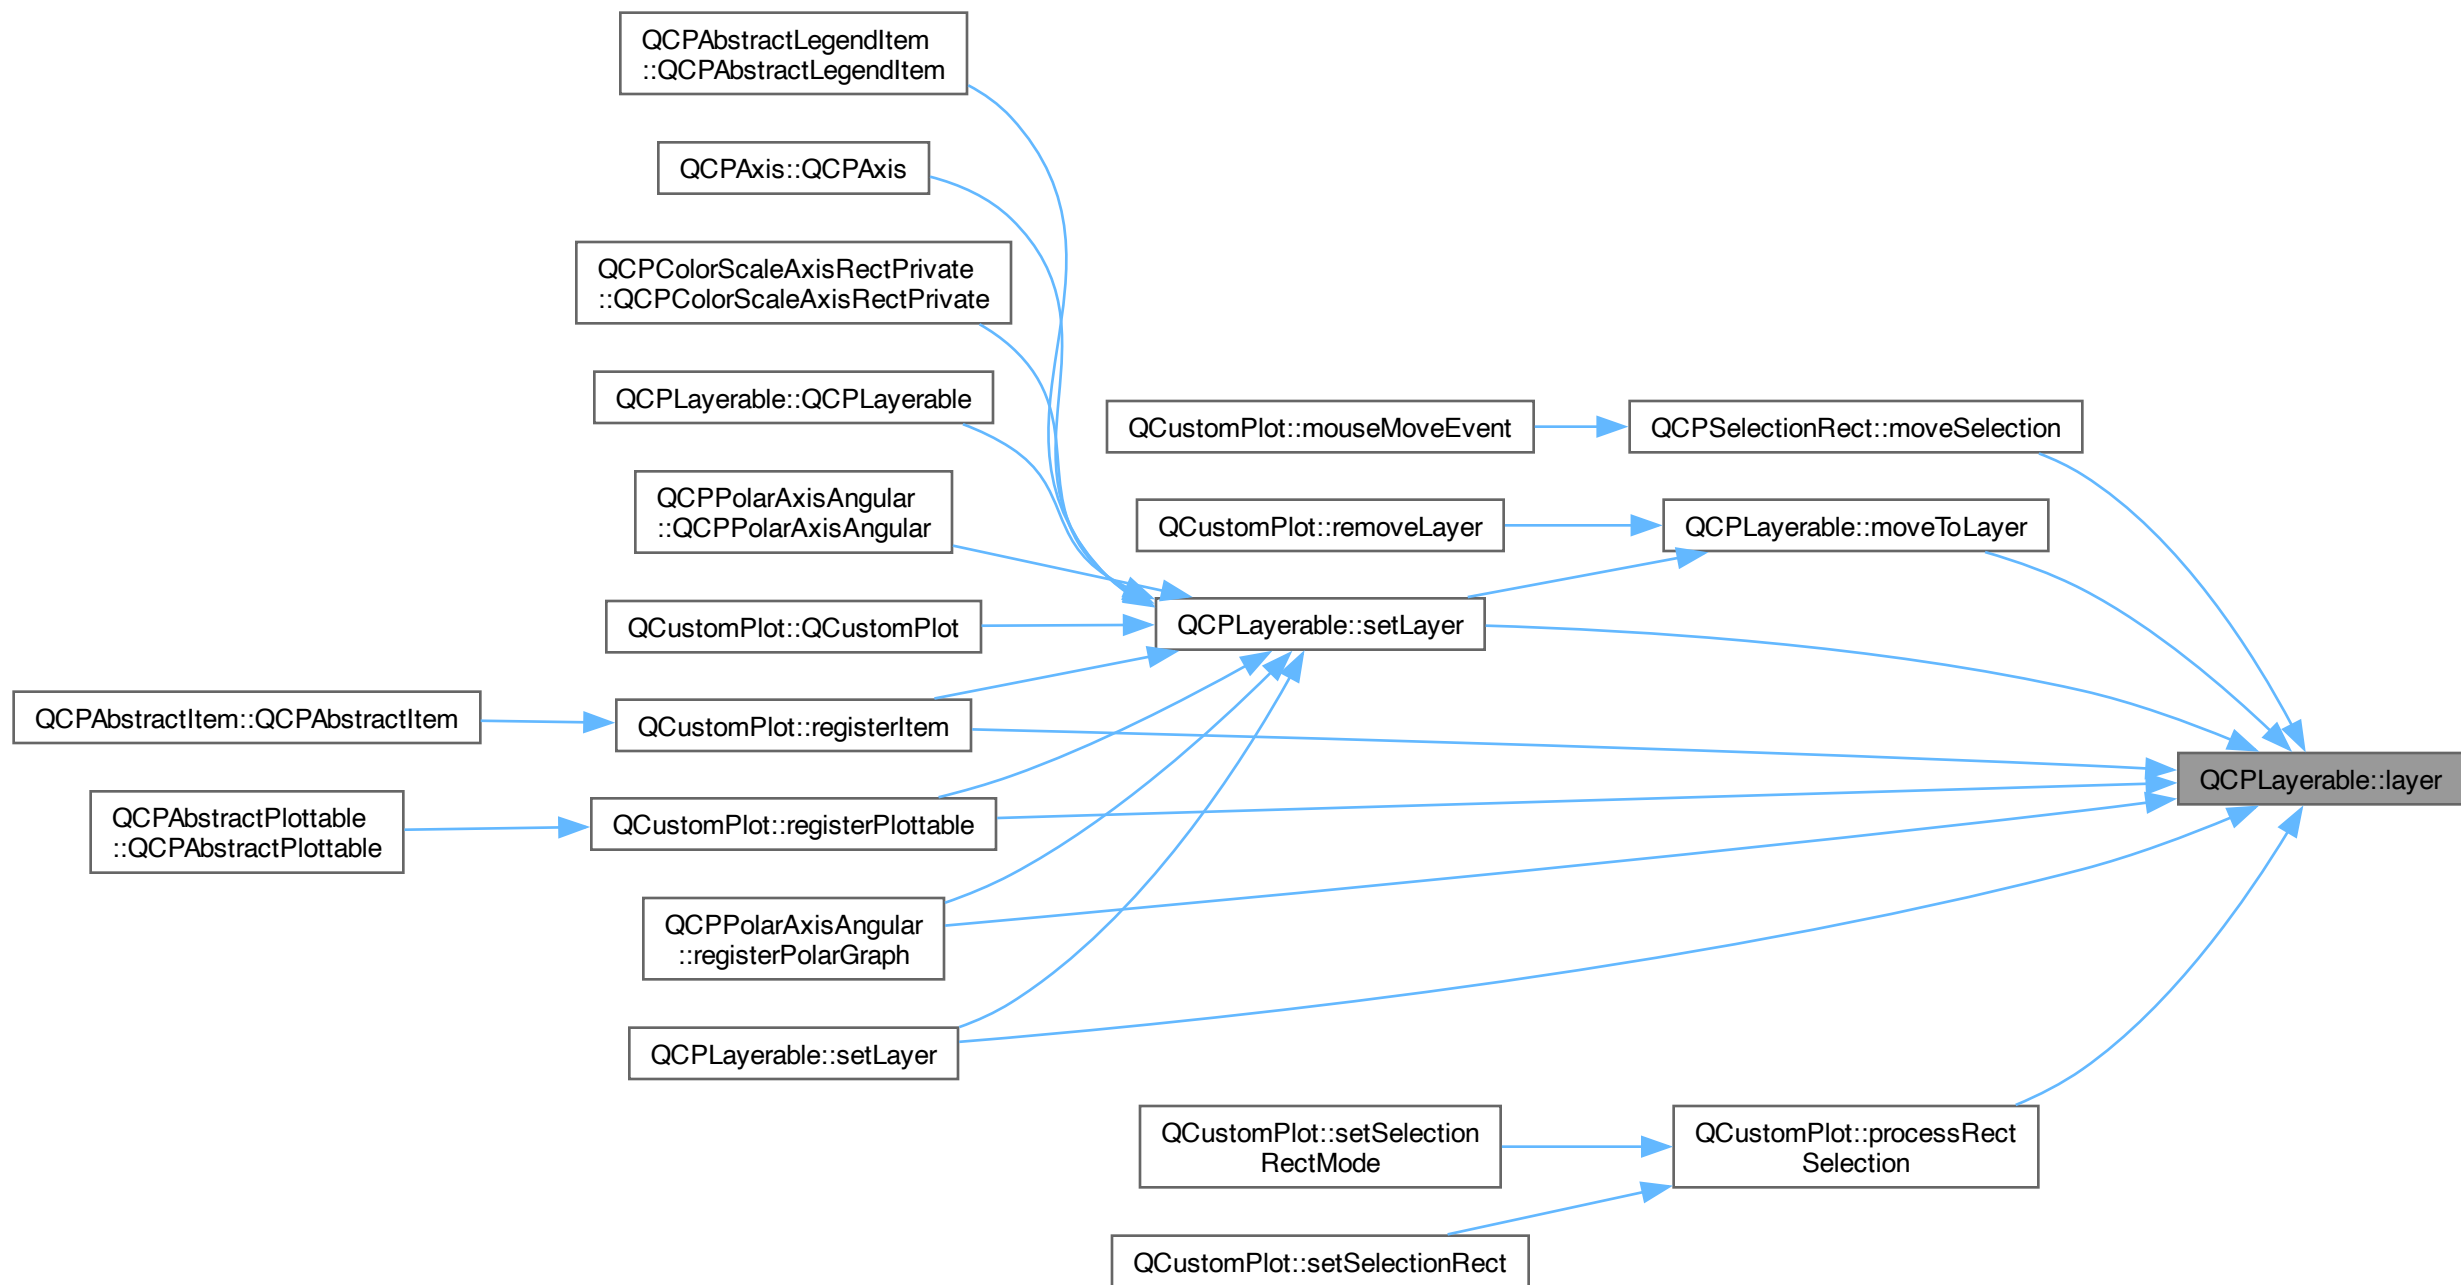 QCPAbstractLegendItem
::QCPAbstractLegendItem
QCPAxis::QCPAxis
QCPColorScaleAxisRectPrivate
::QCPColorScaleAxisRectPrivate
QCPLayerable::QCPLayerable
QCustomPlot::mouseMoveEvent
QCPSelectionRect::moveSelection
QCPPolarAxisAngular
::QCPPolarAxisAngular
QCustomPlot::removeLayer
QCPLayerable::moveToLayer
QCustomPlot::QCustomPlot
QCPLayerable::setLayer
QCPAbstractItem::QCPAbstractItem
QCustomPlot::registerItem
QCPLayerable::layer
QCPAbstractPlottable
::QCPAbstractPlottable
QCustomPlot::registerPlottable
QCPPolarAxisAngular
::registerPolarGraph
QCPLayerable::setLayer
QCustomPlot::setSelection
RectMode
QCustomPlot::processRect
Selection
QCustomPlot::setSelectionRect